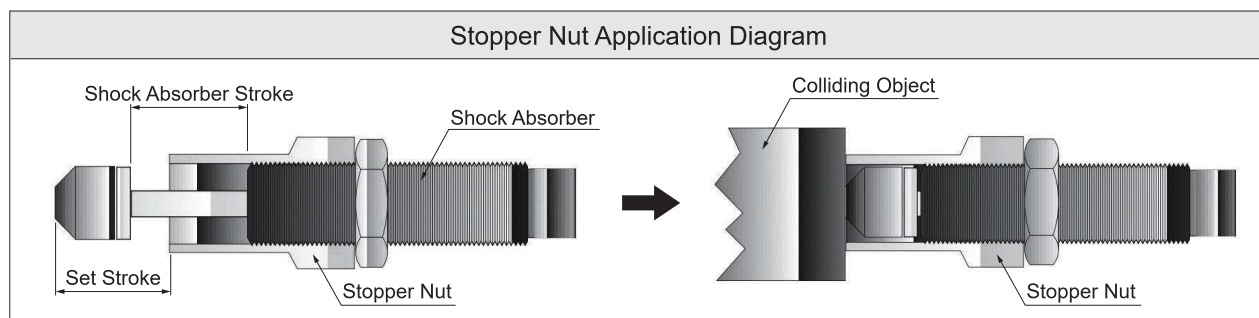 Stopper Nut Application Diagram
Shock Absorber Stroke
Shock Absorber
Set Stroke
Stopper Nut
Colliding Object
Stopper Nut